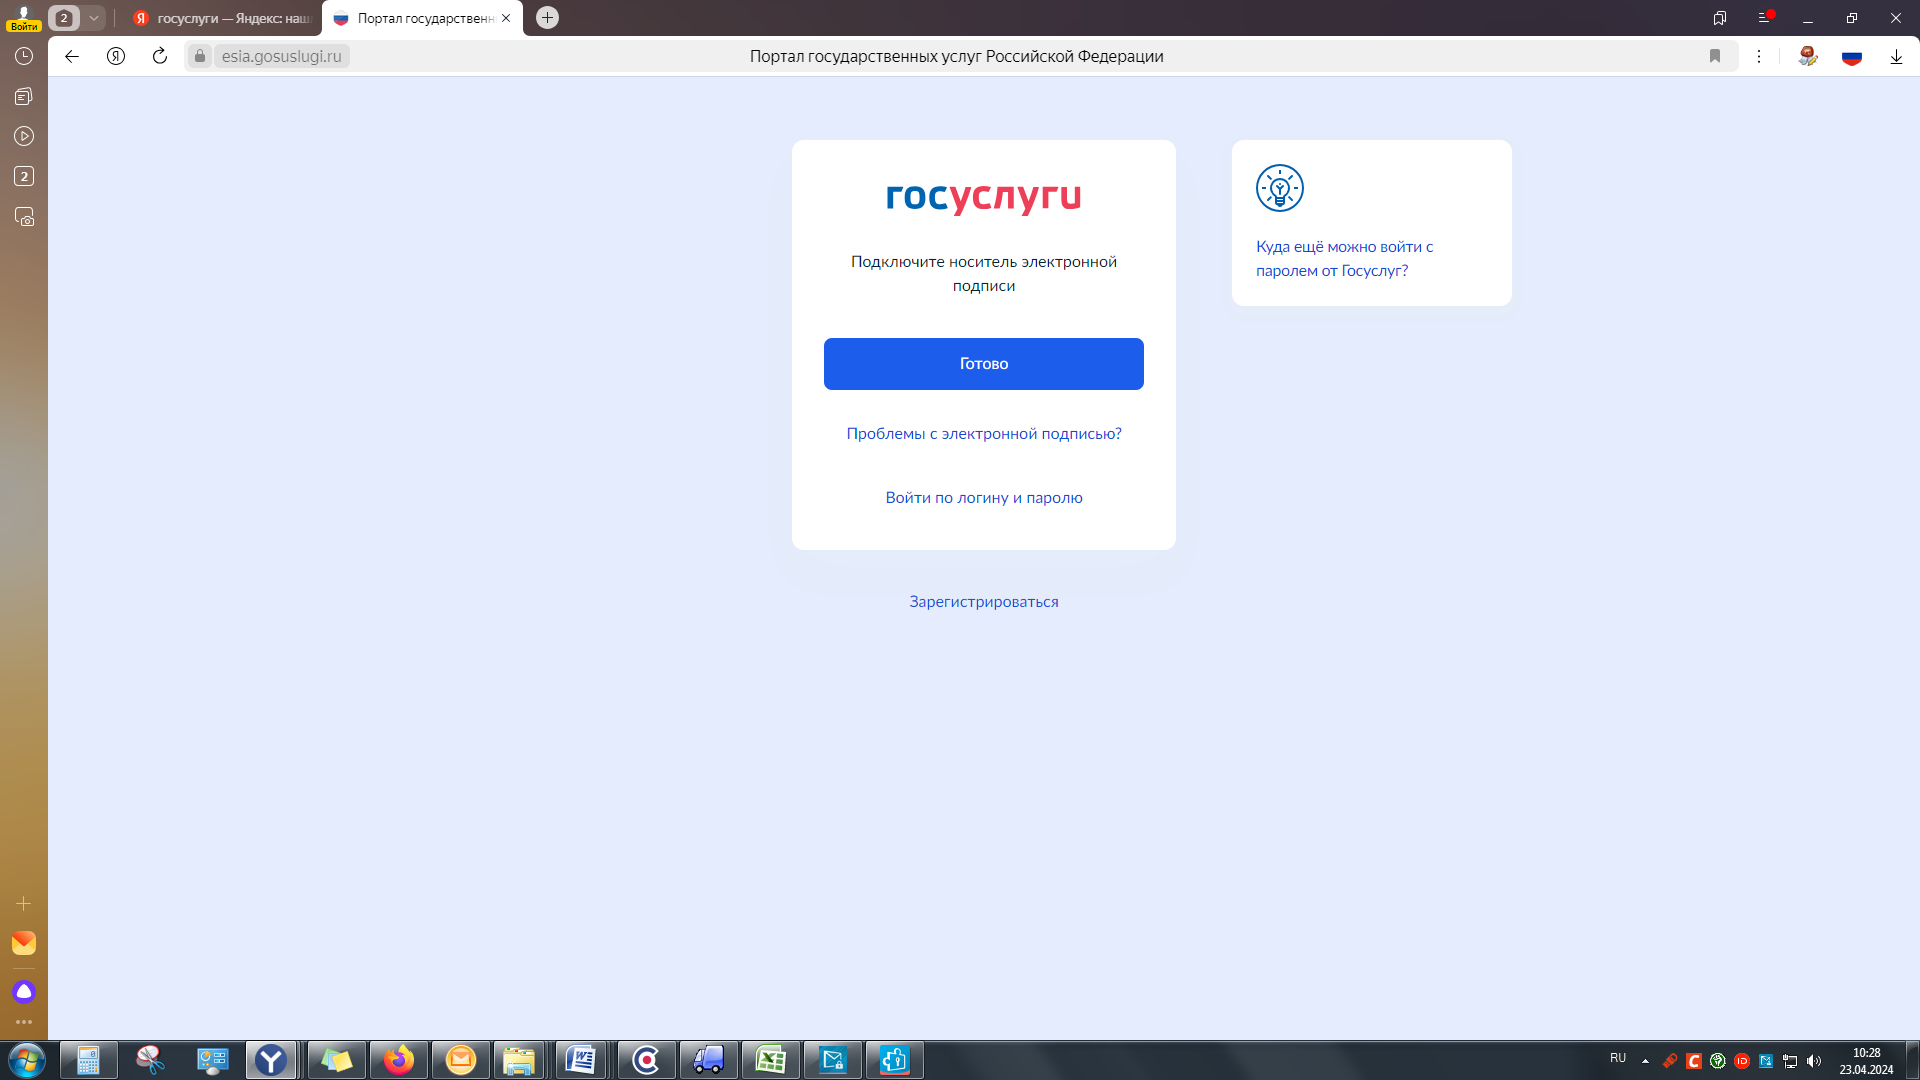 Войти
2
госуслуги — Яндекс: наш
Портал государственн
esia.gosuslugi.ru
Портал государственных услуг Российской Федерации
2
госуслуги
Подключите носитель электронной
подписи
Готово
Проблемы с электронной подписью?
Войти по логину и паролю
Зарегистрироваться
Куда ещё можно войти с
паролем от Госуслуг?
RU
10:28
23.04.2024